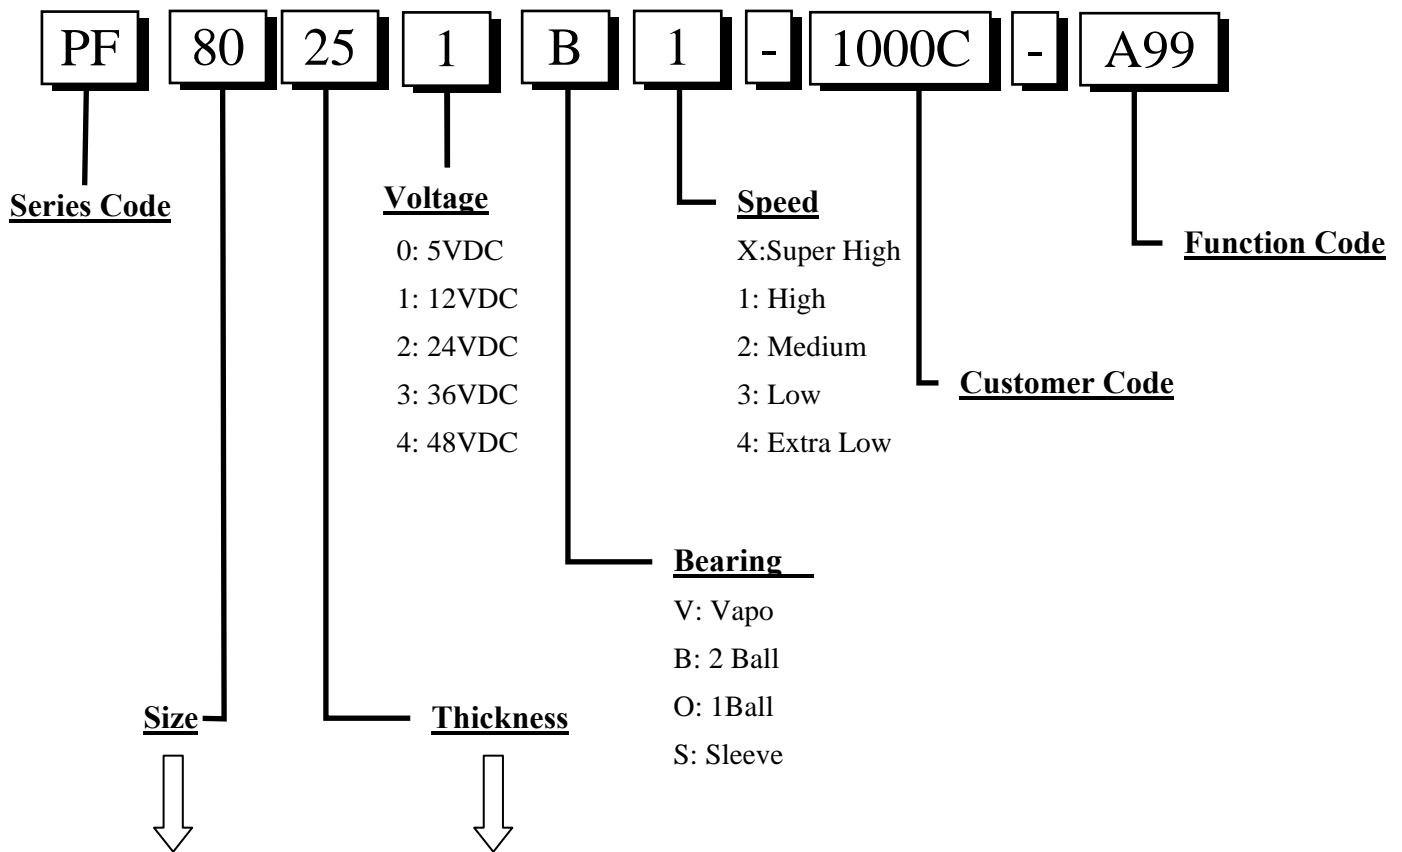 PF 80 25 1 B 1 - 1000C - A99
Series Code
Voltage
0: 5VDC
1: 12VDC
2: 24VDC
3: 36VDC
4: 48VDC
Speed
X:Super High
1: High
2: Medium
3: Low
4: Extra Low
Function Code
Customer Code
Bearing
V: Vapo
B: 2 Ball
O: 1Ball
S: Sleeve
Size
Thickness